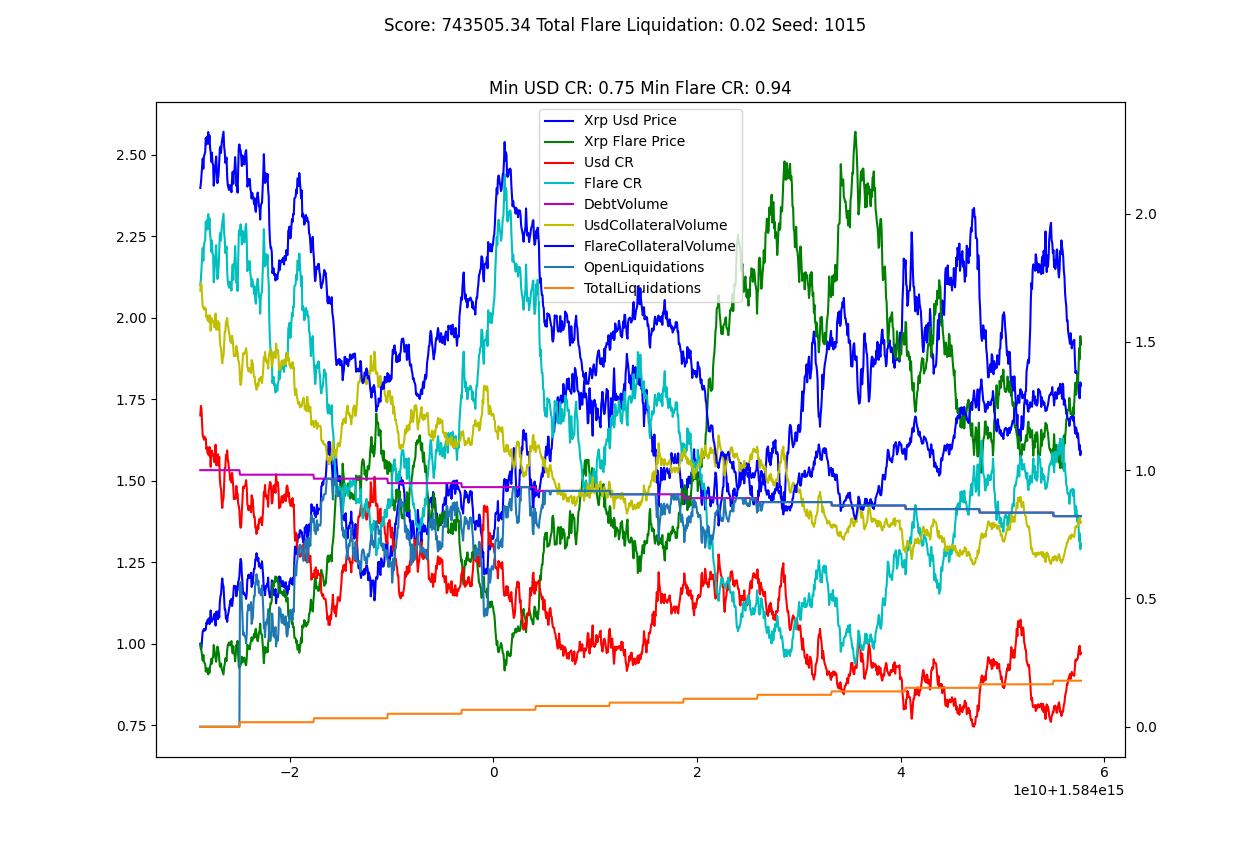 Score: 743505.34 Total Flare Liquidation: 0.02 Seed: 1015
Min USD CR: 0.75 Min Flare CR: 0.94
Xrp Usd Price
Xrp Flare Price
Usd CR
Flare CR
DebtVolume
UsdCollateralVolume
FlareCollateralVolume
OpenLiquidations
TotalLiquidations
2.50
2.25
2.00
1.75
1.50
1.25
1.00
0.75
2.0
1.5
1.0
0.5
0.0
−2 0 2 4 6
1e10+1.584e15